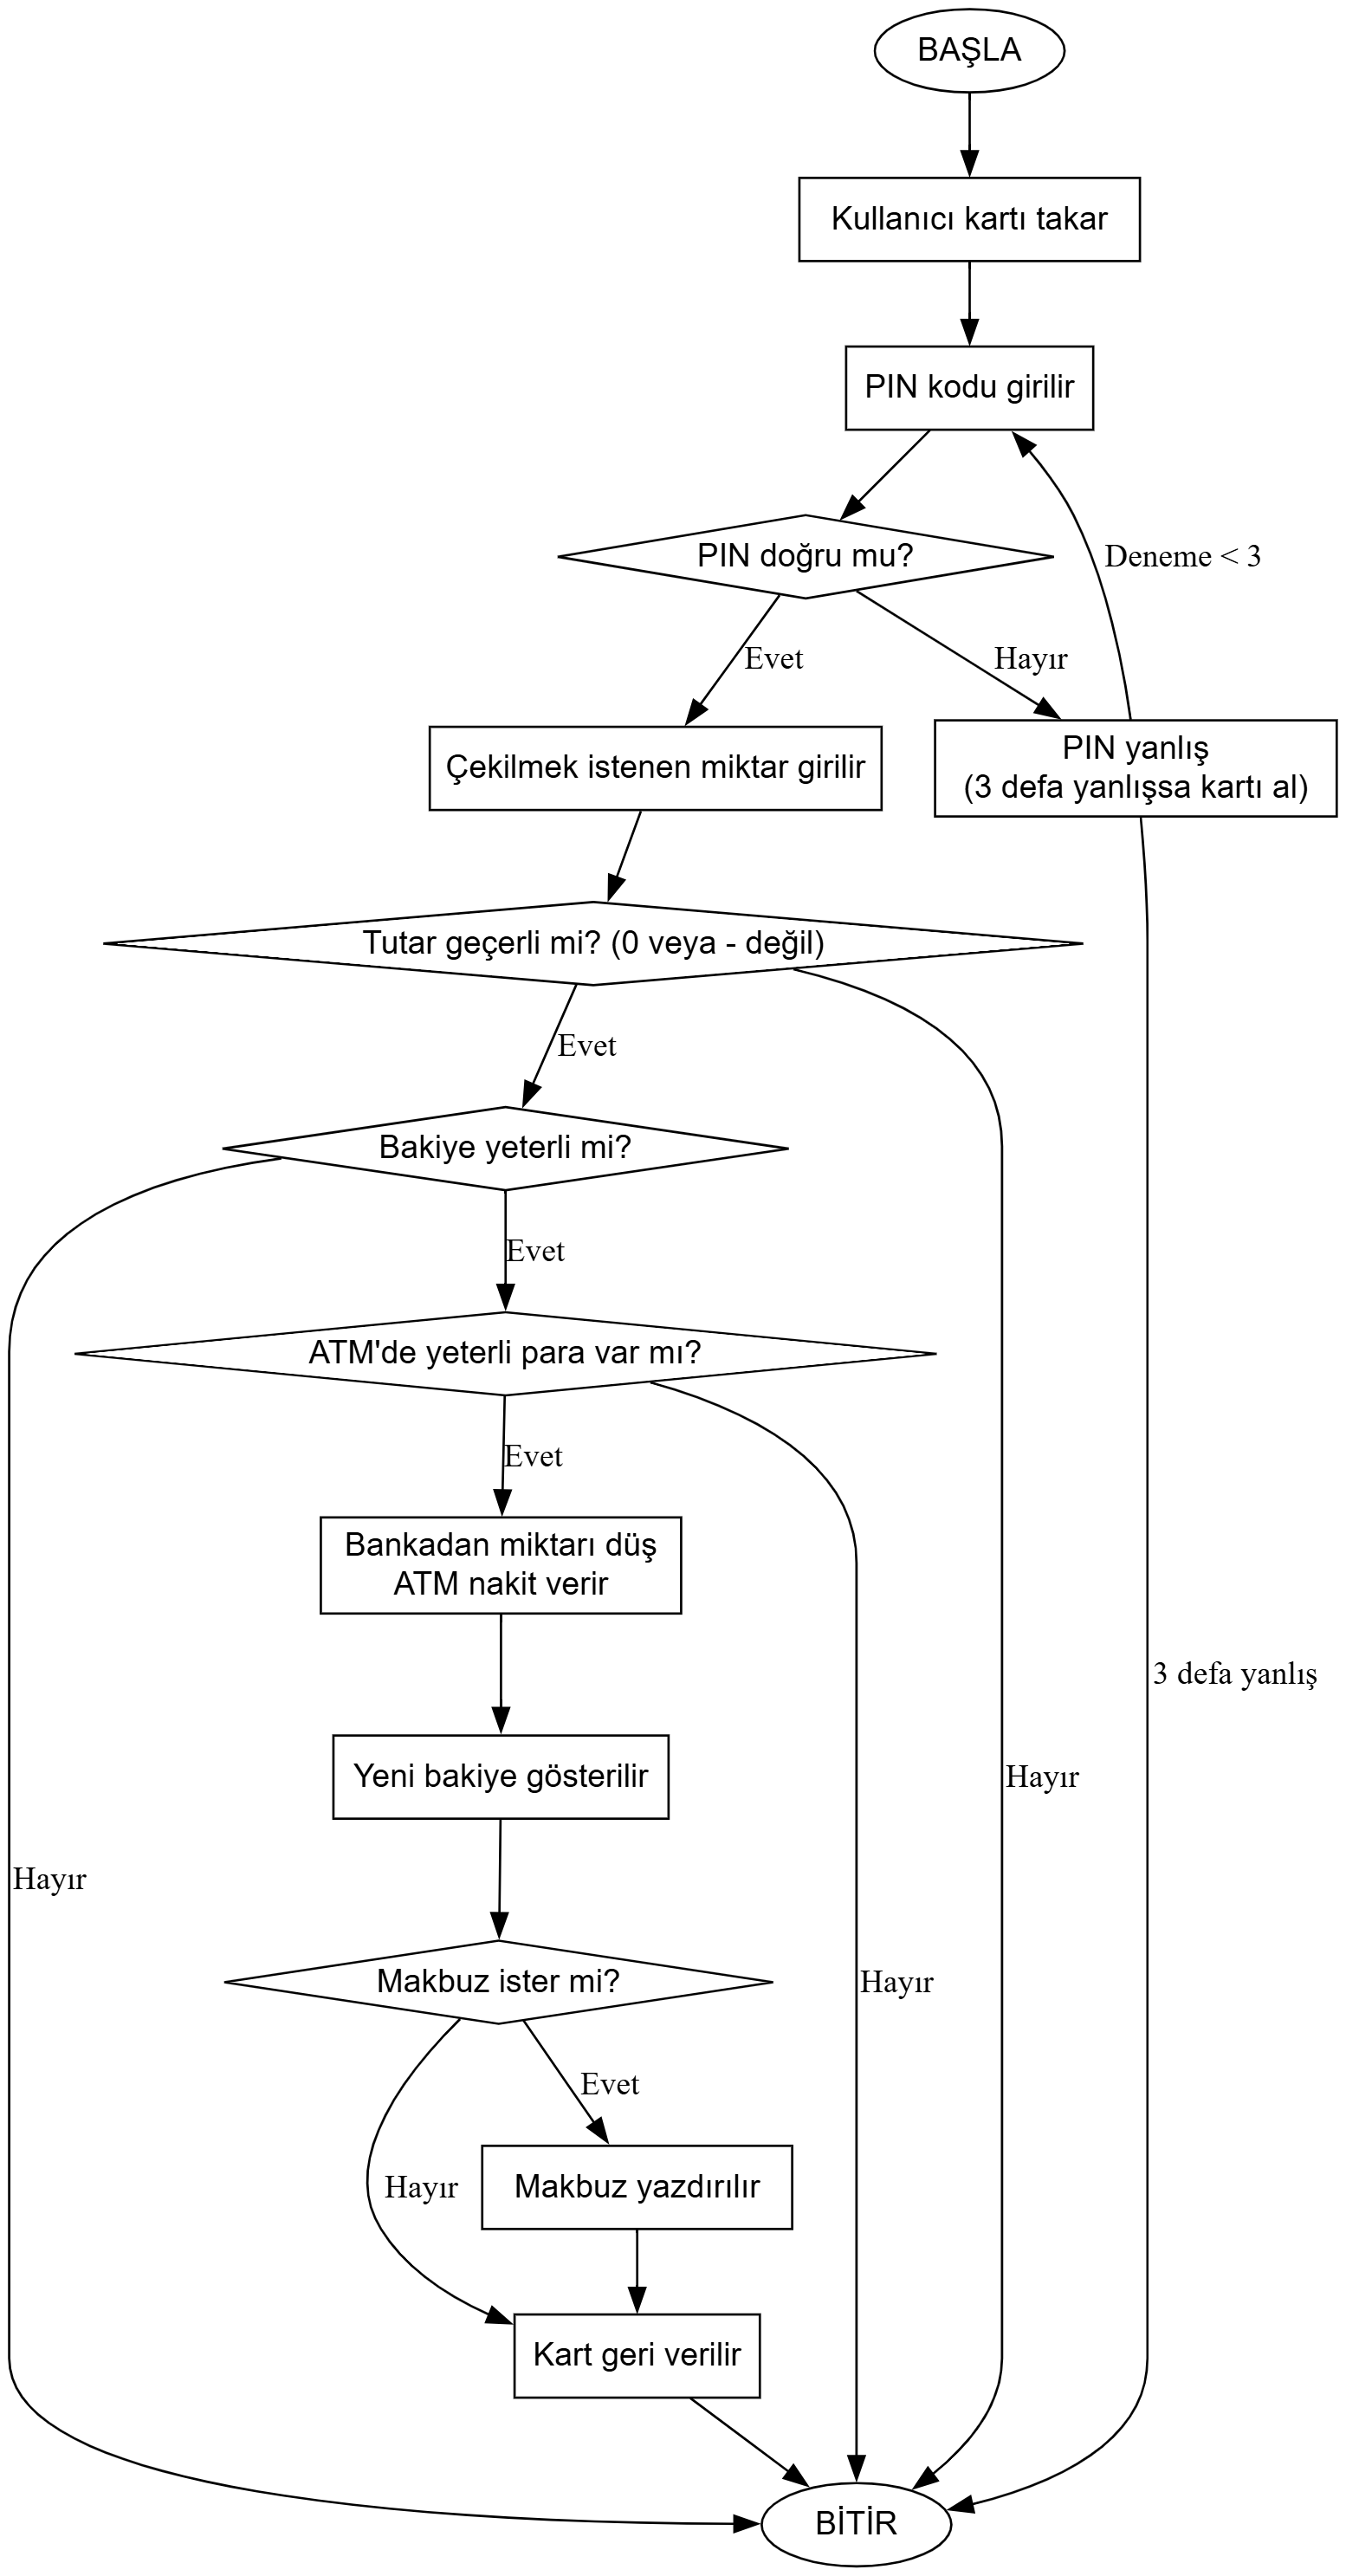 BAŞLA
Kullanıcı kartı takar
PIN kodu girilir
PIN doğru mu?
Deneme < 3
Evet
Hayır
Çekilmek istenen miktar girilir
PIN yanlış
(3 defa yanlışsa kartı al)
Tutar geçerli mi? (0 veya - değil)
Evet
Bakiye yeterli mi?
Evet
ATM'de yeterli para var mı?
Evet
Bankadan miktarı düş
ATM nakit verir
3 defa yanlış
Yeni bakiye gösterilir
Hayır
Hayır
Makbuz ister mi?
Hayır
Evet
Hayır
Makbuz yazdırılır
Kart geri verilir
BİTİR